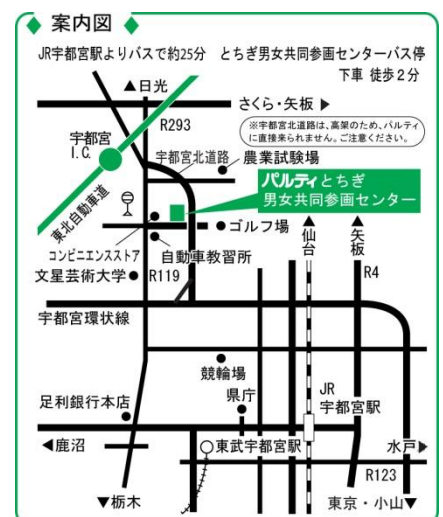 案内図
JR宇都宮駅よりバスで約25分　とちぎ男女共同参画センターバス停
下車 徒歩２分
▲日光
さくら・矢板▶
R293
※宇都宮北道路は、高架のため、パルティ
に直接来られません。ご注意ください。
宇都宮
I.C.
宇都宮北道路
農業試験場
パルティとちぎ
男女共同参画センター
東北自動車道
ゴルフ場
▲仙台
▲矢板
コンビニエンスストア
自動車教習所
文星芸術大学
R119
R4
宇都宮環状線
競輪場
県庁
JR
宇都宮駅
足利銀行本店
◀鹿沼
東武宇都宮駅
水戸▶
R123
▼栃木
東京・小山▼